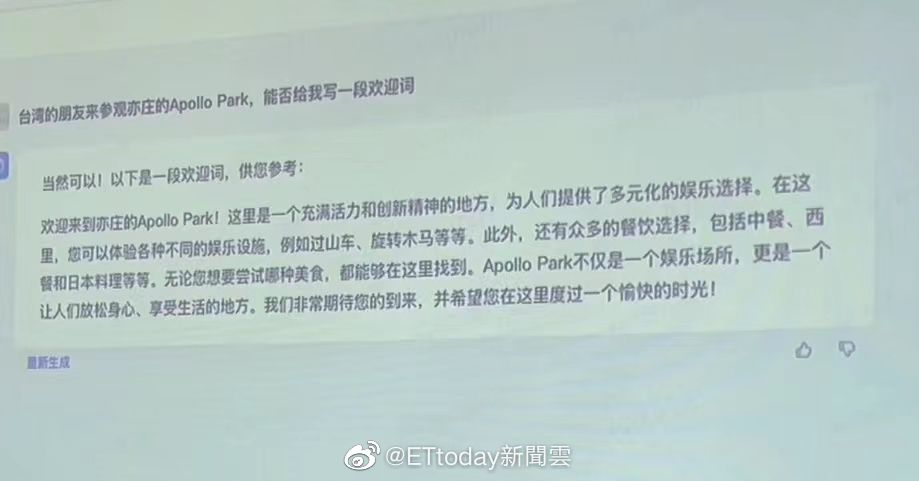 台湾的朋友来参观亦庄的Apollo Park，能否给我写一段欢迎词
当然可以！以下是一段欢迎词，供您参考：
欢迎来到亦庄的Apollo Park！这里是一个充满活力和创新精神的地方，为人们提供了多元化的娱乐选择。在这
里，您可以体验各种不同的娱乐设施，例如过山车、旋转木马等等。此外，还有众多的餐饮选择，包括中餐、西
餐和日本料理等等。无论您想要尝试哪种美食，都能够在这里找到。Apollo Park不仅是一个娱乐场所，更是一个
让人们放松身心、享受生活的地方。我们非常期待您的到来，并希望您在这里度过一个愉快的时光！
重新生成
@ETtoday新聞雲